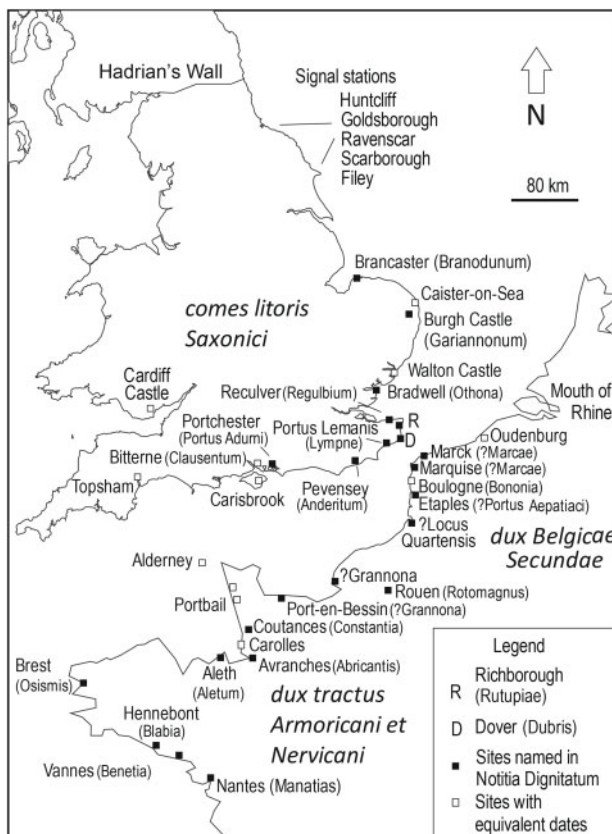 Hadrian's Wall
Signal stations
Huntcliff
Goldsborough
Ravenscar
Scarborough
Filey
N
80 km
Brancaster (Branodunum)
Caister-on-Sea
comes litoris
Saxonici
Burgh Castle
(Gariannonum)
Walton Castle
Cardiff
Castle
Reculver (Regulbium)
Bradwell (Othona)
Mouth of
Rhine
Portchester
(Portus Adurni)
Portus Lemanis
(Lympne)
R
D
Oudenburg
Bitterne (Clausentum)
Marck (?Marcae)
Marquise (?Marcae)
Topsham
Carisbrook
Pevensey
(Anderitum)
Boulogne (Bononia)
Etaples (?Portus Aepatiaci)
?Locus
Quartensis
dux Belgicae
Secundae
Alderney
?Grannona
Rouen (Rotomagnus)
Portbail
Port-en-Bessin (?Grannona)
Coutances (Constantia)
Carolles
Avranches (Abricantis)
Aleth
(Aletum)
Brest
(Osismis)
dux tractus
Armoricani et
Nervicani
Hennebont
(Blabia)
Vannes (Benetia)
Nantes (Manatias)
Legend
R Richborough
(Rutupiae)
D Dover (Dubris)
Sites named in
Notitia Dignitatum
Sites with
equivalent dates